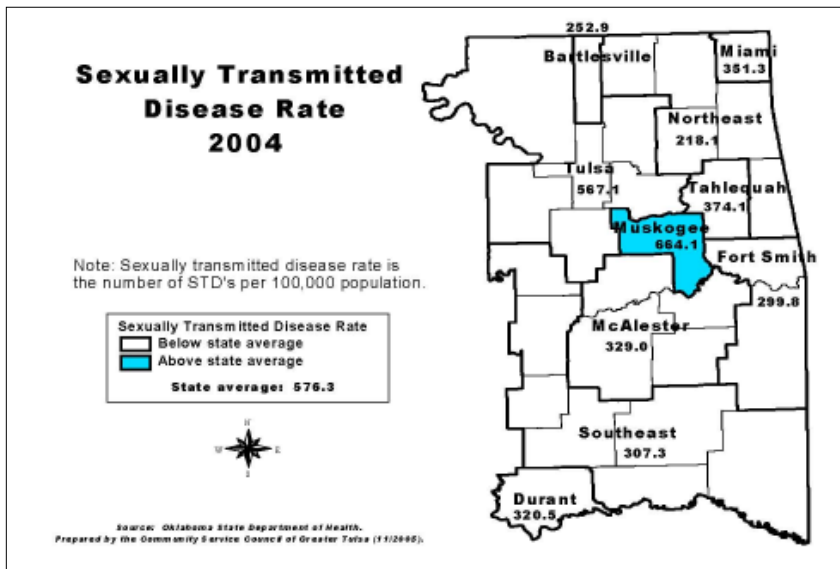 Sexually Transmitted
Disease Rate
2004
Note: Sexually transmitted disease rate is
the number of STD's per 100,000 population.
Sexually Transmitted Disease Rate
Below state average
Above state average
State average: 576.3
N
W
E
S
Source: Oklahoma State Department of Health.
Prepared by the Community Service Council of Greater Tulsa (11/2005).
252.9
Bartlesville
Miami
351.3
Northeast
218.1
Tulsa
567.1
Tahlequah
374.1
Muskogee
664.1
Fort Smith
299.8
McAlester
329.0
Southeast
307.3
Durant
320.5